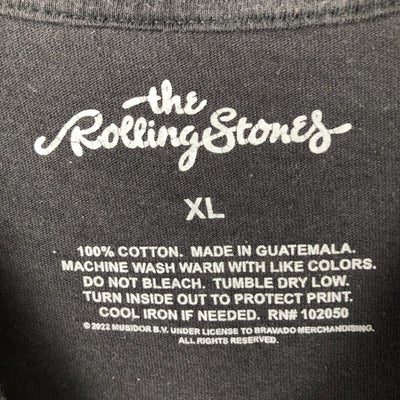 the
Rolling Stones
XL
100% COTTON. MADE IN GUATEMALA.
MACHINE WASH WARM WITH LIKE COLORS.
DO NOT BLEACH. TUMBLE DRY LOW.
TURN INSIDE OUT TO PROTECT PRINT.
COOL IRON IF NEEDED. RN# 102050
© 2022 MUSIDOR B.V. UNDER LICENSE TO BRAVADO MERCHANDISING.
ALL RIGHTS RESERVED.